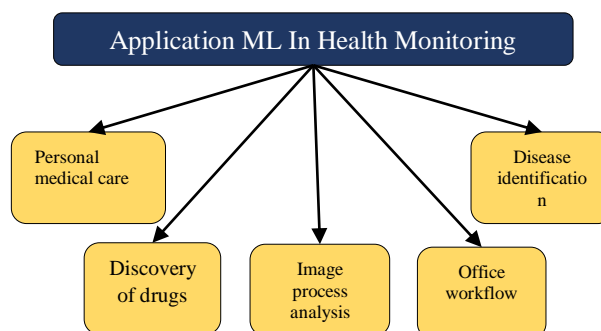 Application ML In Health Monitoring
Personal
medical care
Disease
identificatio
n
Discovery
of drugs
Image
process
analysis
Office
workflow